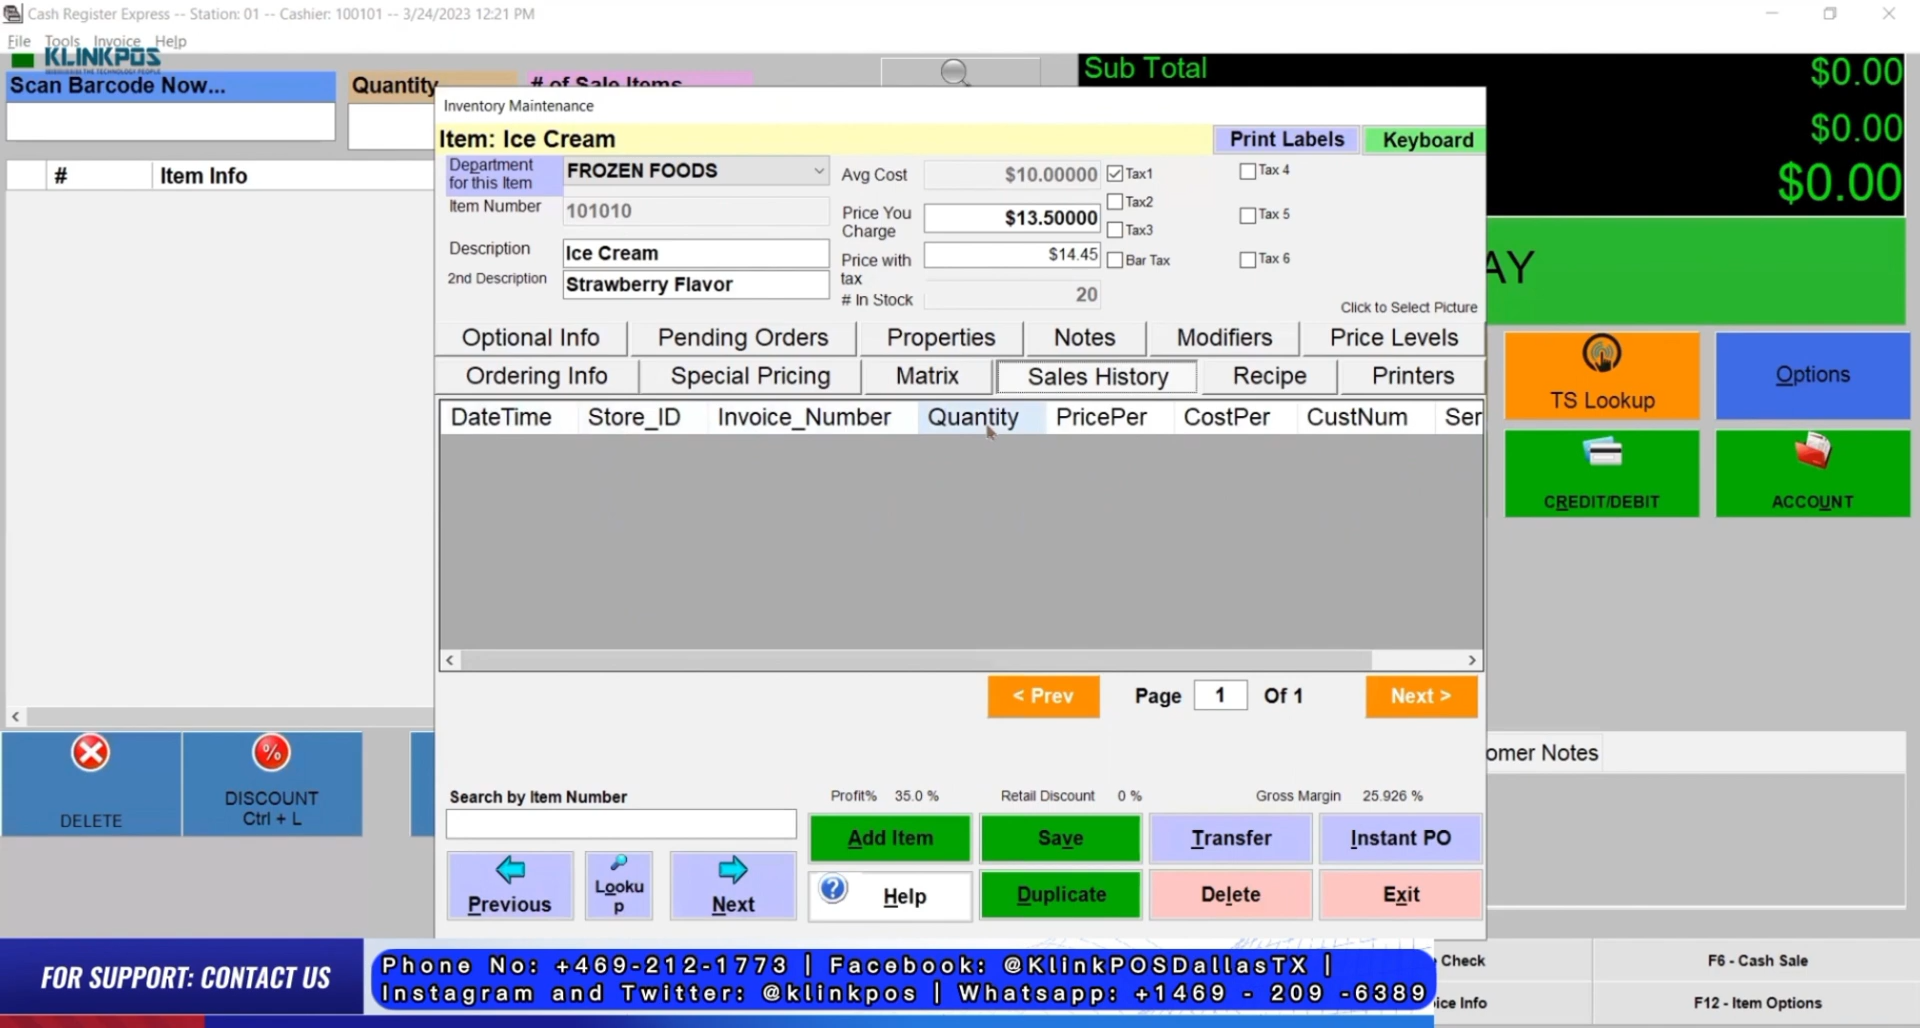 Cash Register Express -- Station: 01 -- Cashier: 100101 -- 3/24/2023 12:21 PM
File Tools Invoice Help
KLINKPOS
Scan Barcode Now...
Quantity
# of Sale Items
Sub Total
$0.00
$0.00
$0.00
# Item Info
Inventory Maintenance
Item: Ice Cream
Print Labels
Keyboard
Department
for this Item
FROZEN FOODS
Item Number
101010
Description
Ice Cream
2nd Description
Strawberry Flavor
Avg Cost
$10.00000
Price You
Charge
$13.50000
Price with
tax
$14.45
# In Stock
20
Tax1
Tax2
Tax3
Bar Tax
Tax 4
Tax 5
Tax 6
Click to Select Picture
AY
Optional Info Pending Orders Properties Notes Modifiers Price Levels
Ordering Info Special Pricing Matrix Sales History Recipe Printers
DateTime Store_ID Invoice_Number Quantity PricePer CostPer CustNum Ser
TS Lookup
Options
CREDIT/DEBIT
ACCOUNT
< Prev
Page 1 Of 1
Next >
omer Notes
DELETE
DISCOUNT
Ctrl + L
Search by Item Number
Profit% 35.0 %
Retail Discount 0 %
Gross Margin 25.926 %
Add Item
Save
Transfer
Instant PO
Previous
Looku
p
Next
Help
Duplicate
Delete
Exit
FOR SUPPORT: CONTACT US
Phone No: +469-212-1773 | Facebook: @KlinkPOSDallasTX |
Instagram and Twitter: @klinkpos | Whatsapp: +1469 - 209 -6389
Check
F6 - Cash Sale
ice Info
F12 - Item Options